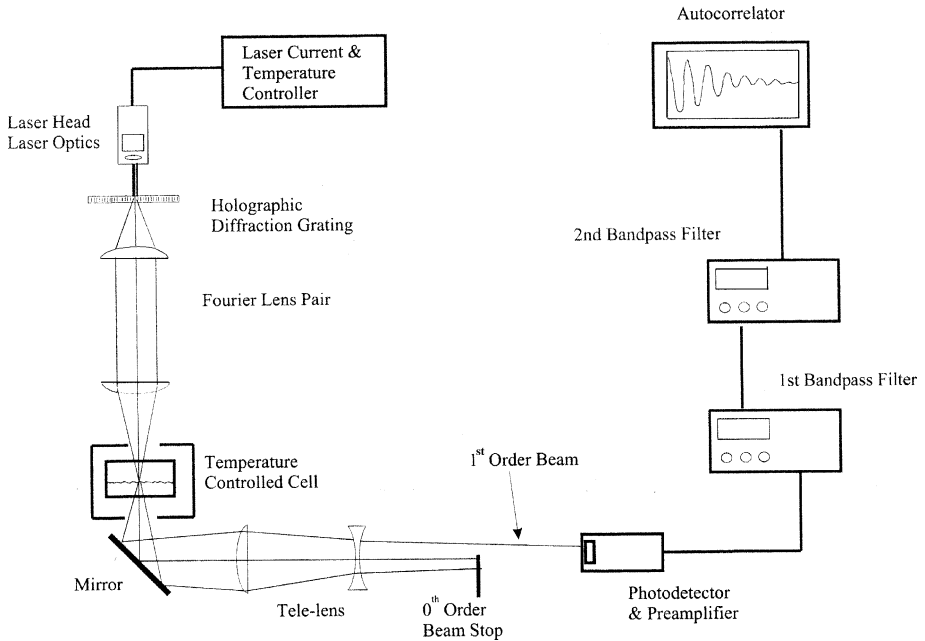 Autocorrelator
Laser Current &
Temperature
Controller
Laser Head
Laser Optics
Holographic
Diffraction Grating
2nd Bandpass Filter
Fourier Lens Pair
1st Bandpass Filter
Temperature
Controlled Cell
1st Order Beam
Mirror
Tele-lens
0th Order
Beam Stop
Photodetector
& Preamplifier